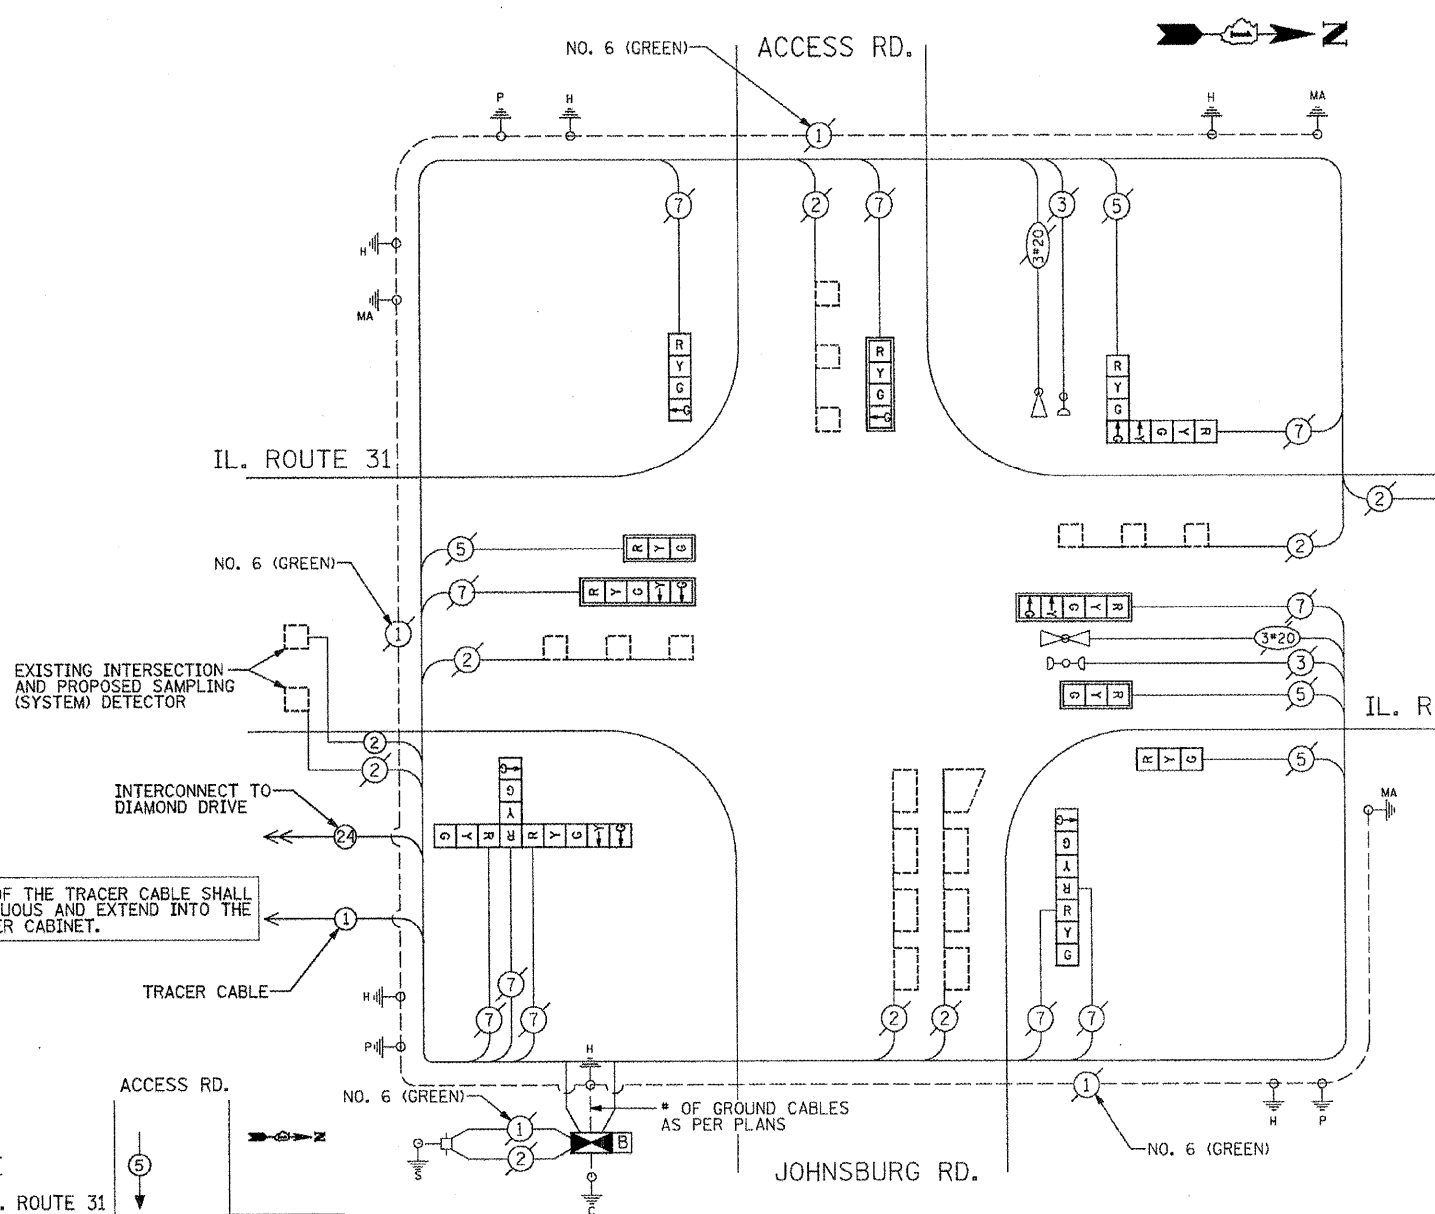 NO. 6 (GREEN)
ACCESS RD.
N
P
H
1
H
MA
7
2
7
3#20
3
5
H
MA
R
Y
G
G
R
Y
G
G
R
Y
G
G Y G Y R
7
IL. ROUTE 31
2
5
R Y G
2
NO. 6 (GREEN)
7
R Y G Y G
G Y G Y R
7
1
3#20
2
3
EXISTING INTERSECTION
AND PROPOSED SAMPLING
(SYSTEM) DETECTOR
G Y R
5
IL. R
2
2
R Y G
5
INTERCONNECT TO
DIAMOND DRIVE
24
G
G
Y
G Y R R R Y G Y G
MA
G
G
Y
R
R
Y
G
OF THE TRACER CABLE SHALL
UOUS AND EXTEND INTO THE
ER CABINET.
1
TRACER CABLE
H
7
7
7
2
2
7
7
P
H
ACCESS RD.
NO. 6 (GREEN)
# OF GROUND CABLES
AS PER PLANS
1
H
P
1
B
2
S
C
NO. 6 (GREEN)
N
5
JOHNSBURG RD.
. ROUTE 31